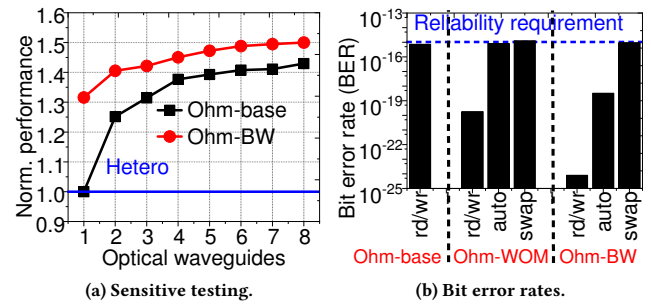 Norm. performance
1.6
1.5
1.4
1.3
1.2
1.1
1.0
0.9
Ohm-base
Ohm-BW
Hetero
1 2 3 4 5 6 7 8
Optical waveguides
(a) Sensitive testing.
Bit error rate (BER)
10-13
10-16
10-19
10-22
10-25
Reliability requirement
rd/wr rd/wr auto swap rd/wr auto swap
Ohm-base Ohm-WOM Ohm-BW
(b) Bit error rates.